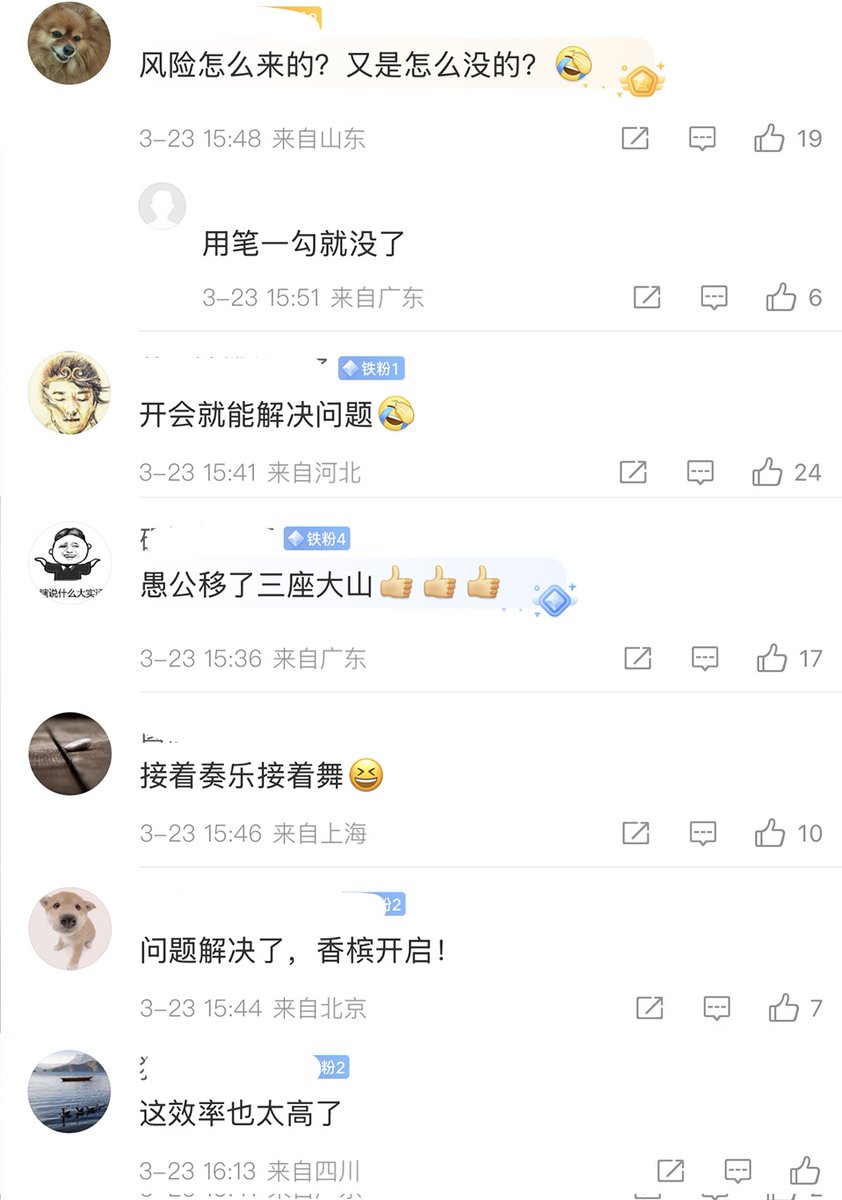 风险怎么来的？又是怎么没的？
3-23 15:48 来自山东
19
用笔一勾就没了
3-23 15:51 来自广东
6
铁粉1
开会就能解决问题
3-23 15:41 来自河北
24
铁粉4
愚公移了三座大山
3-23 15:36 来自广东
17
接着奏乐接着舞
3-23 15:46 来自上海
10
粉2
问题解决了，香槟开启！
3-23 15:44 来自北京
7
粉2
这效率也太高了
3-23 16:13 来自四川